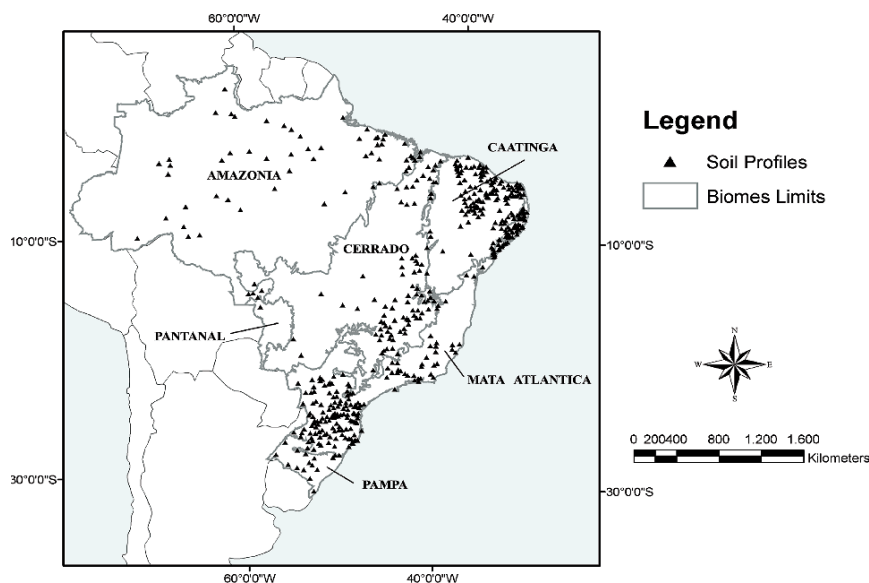 60°0'0"W 40°0'0"W
Legend
CAATINGA
Soil Profiles
AMAZONIA
Biomes Limits
10°0'0"S 10°0'0"S
CERRADO
PANTANAL
N
W E
S
MATA ATLANTICA
0 200400 800 1.200 1.600
Kilometers
30°0'0"S 30°0'0"S
PAMPA
60°0'0"W 40°0'0"W